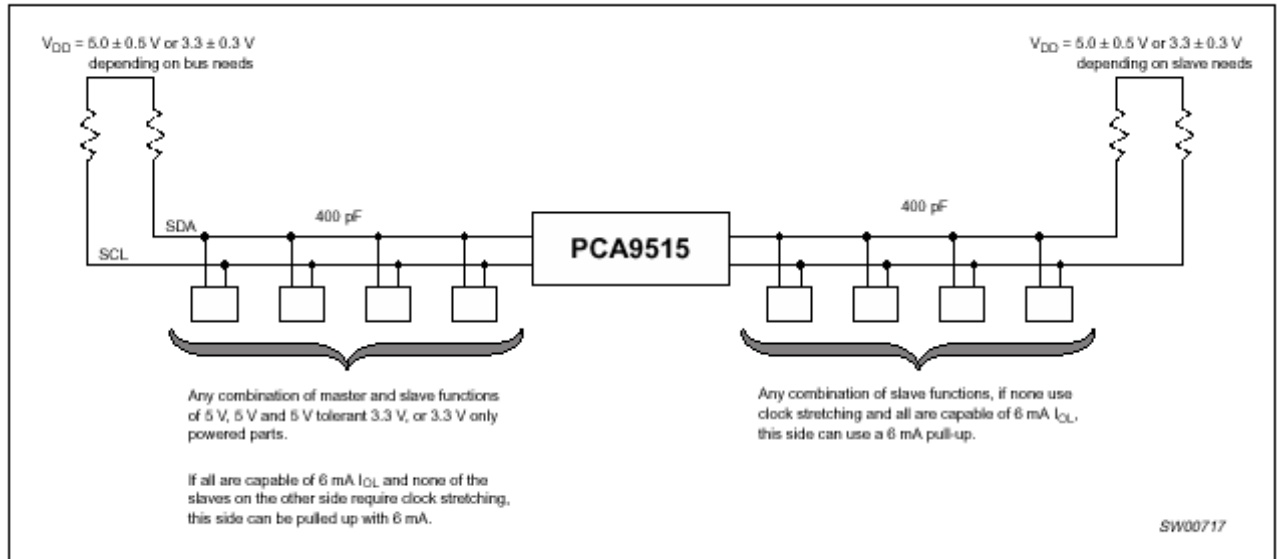 VDD = 5.0 ± 0.5 V or 3.3 ± 0.3 V
depending on bus needs
VDD = 5.0 ± 0.5 V or 3.3 ± 0.3 V
depending on slave needs
SDA
400 pF
400 pF
SCL
PCA9515
Any combination of master and slave functions
of 5 V, 5 V and 5 V tolerant 3.3 V, or 3.3 V only
powered parts.
If all are capable of 6 mA IOL and none of the
slaves on the other side require clock stretching,
this side can be pulled up with 6 mA.
Any combination of slave functions, if none use
clock stretching and all are capable of 6 mA IOL,
this side can use a 6 mA pull-up.
SW00717